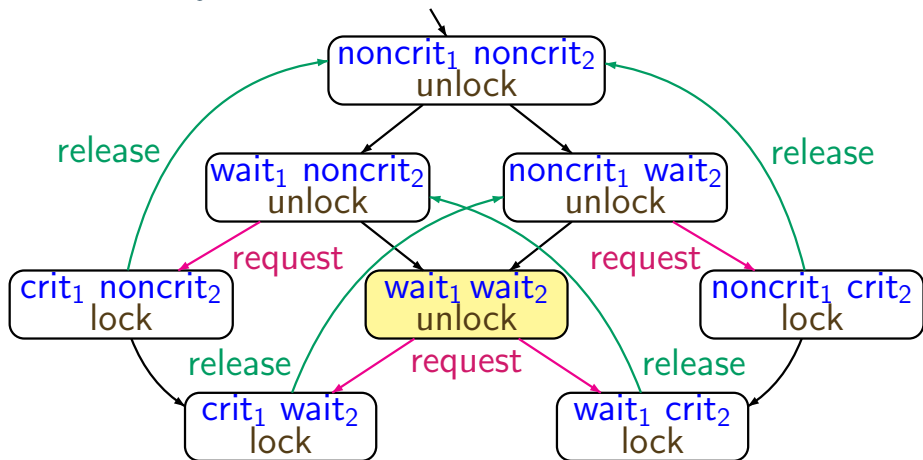 noncrit₁ noncrit₂
unlock
release
release
wait₁ noncrit₂
unlock
noncrit₁ wait₂
unlock
request
request
crit₁ noncrit₂
lock
wait₁ wait₂
unlock
noncrit₁ crit₂
lock
release
request
release
crit₁ wait₂
lock
wait₁ crit₂
lock